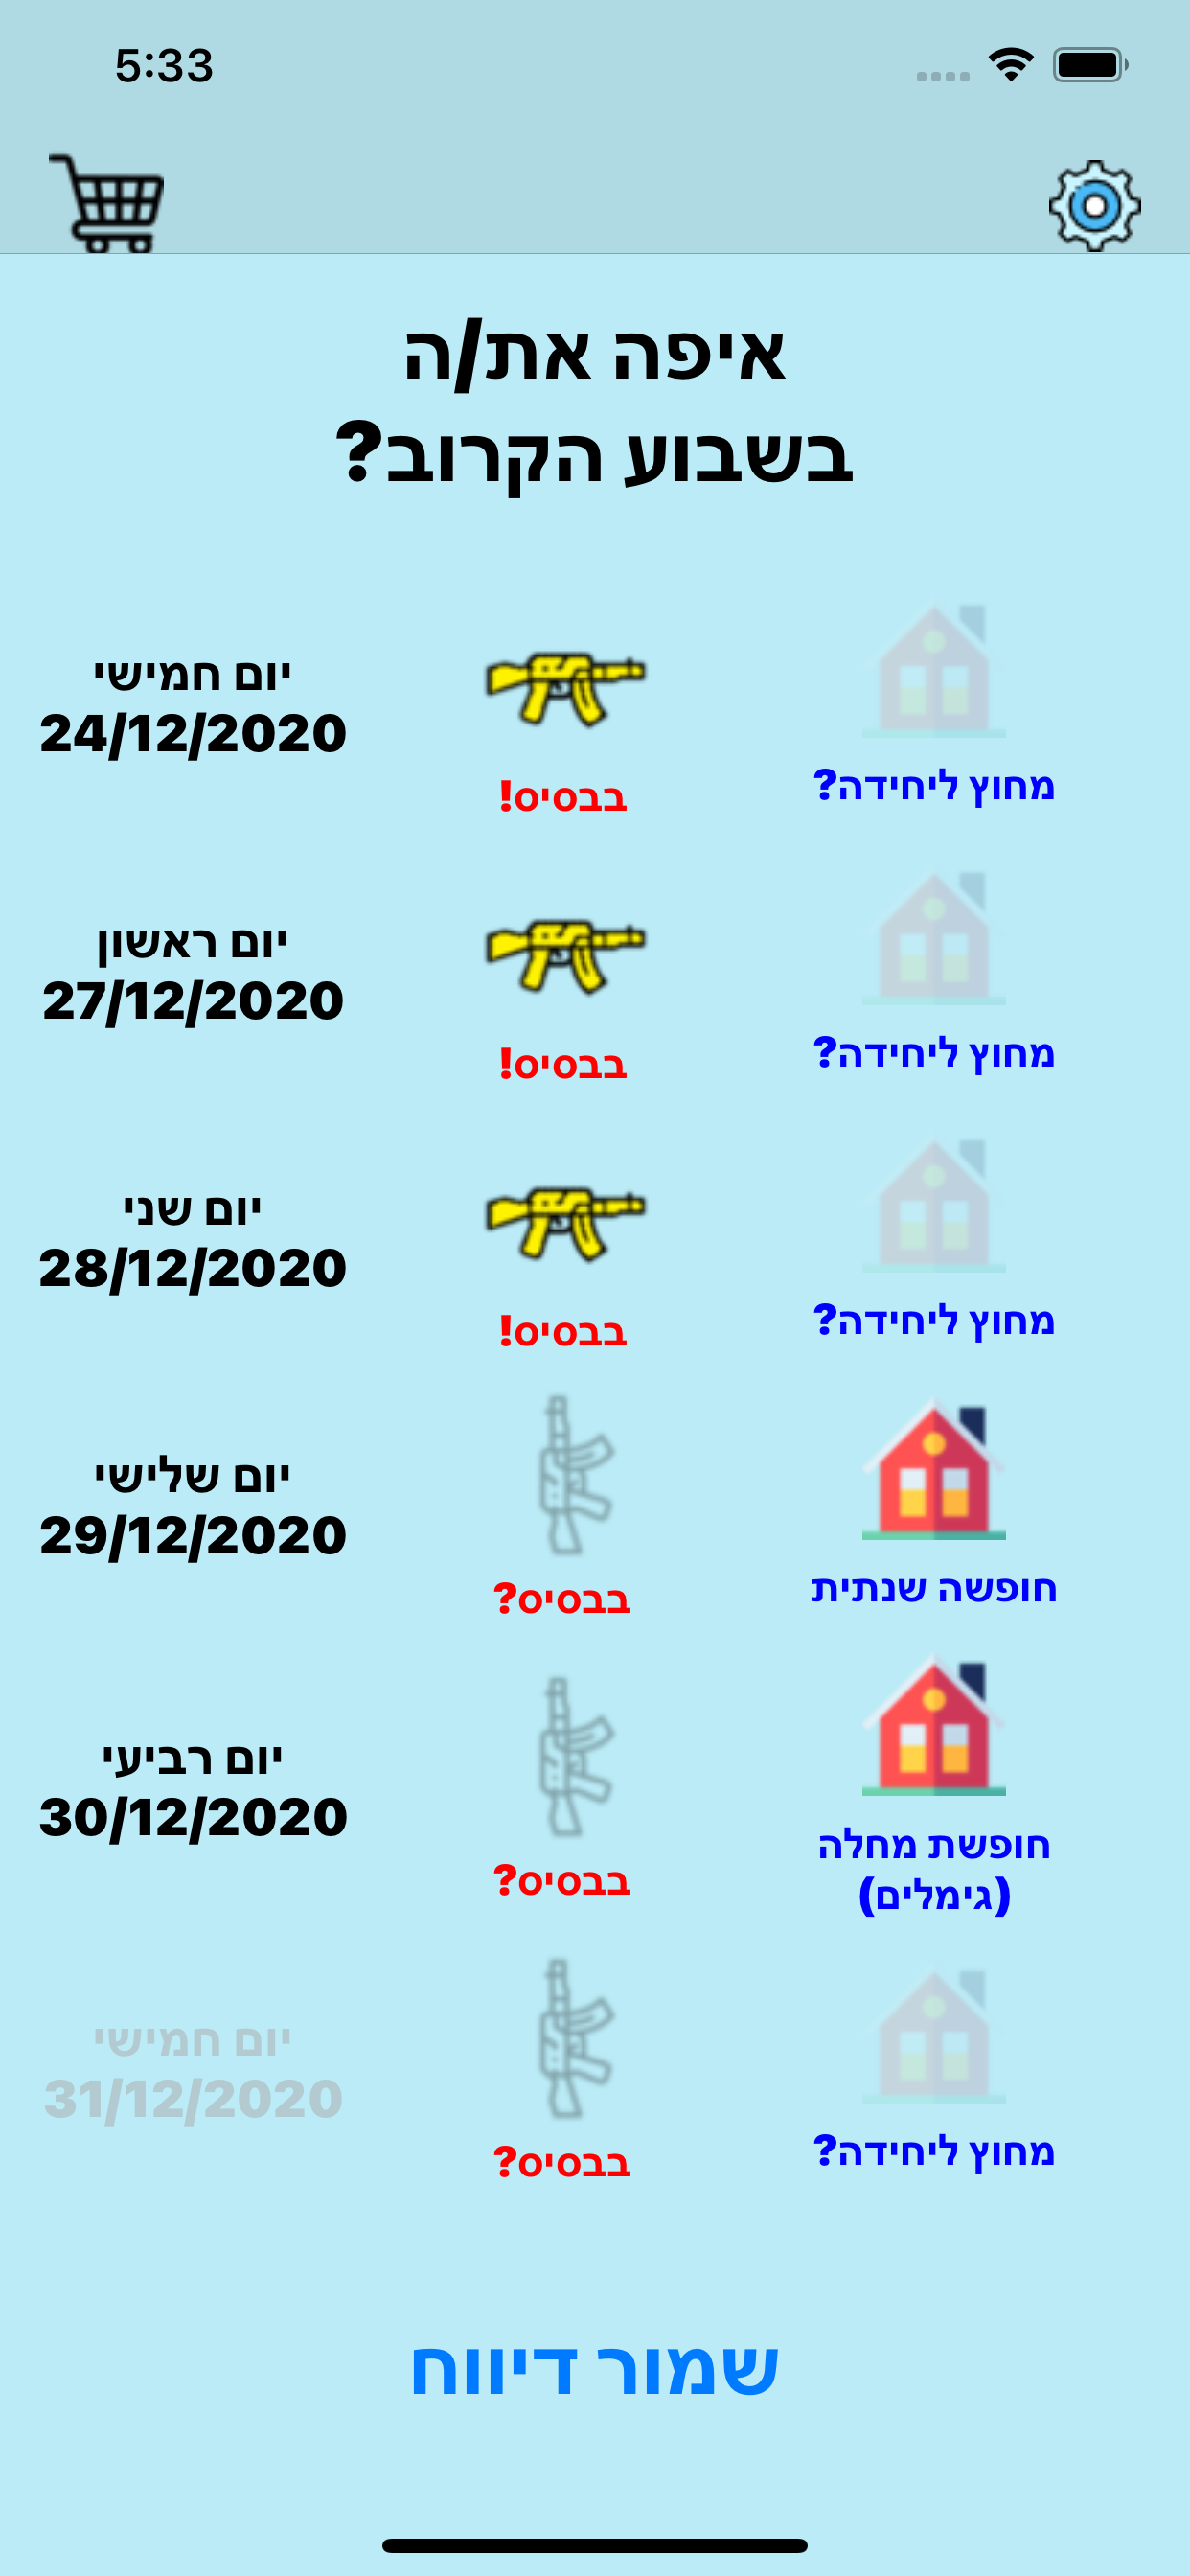 5:33
איפה את/ה
בשבוע הקרוב?
יום חמישי
24/12/2020
בבסיס!
מחוץ ליחידה?
יום ראשון
27/12/2020
בבסיס!
מחוץ ליחידה?
יום שני
28/12/2020
בבסיס!
מחוץ ליחידה?
יום שלישי
29/12/2020
בבסיס?
חופשה שנתית
יום רביעי
30/12/2020
בבסיס?
חופשת מחלה
(גימלים)
יום חמישי
31/12/2020
בבסיס?
מחוץ ליחידה?
שמור דיווח